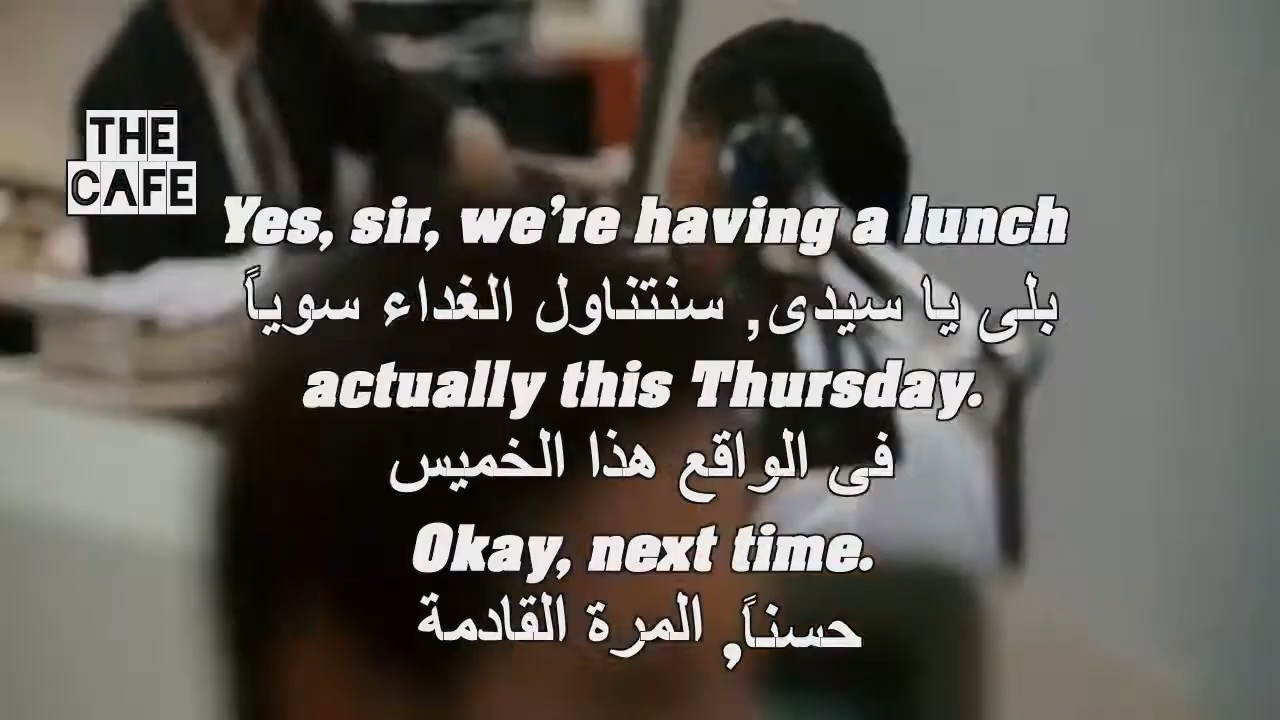 THE
CAFE
Yes, sir, we're having a lunch
بلى يا سيدى, سنتناول الغداء سوياً
actually this Thursday.
فى الواقع هذا الخميس
Okay, next time.
حسناً, المرة القادمة